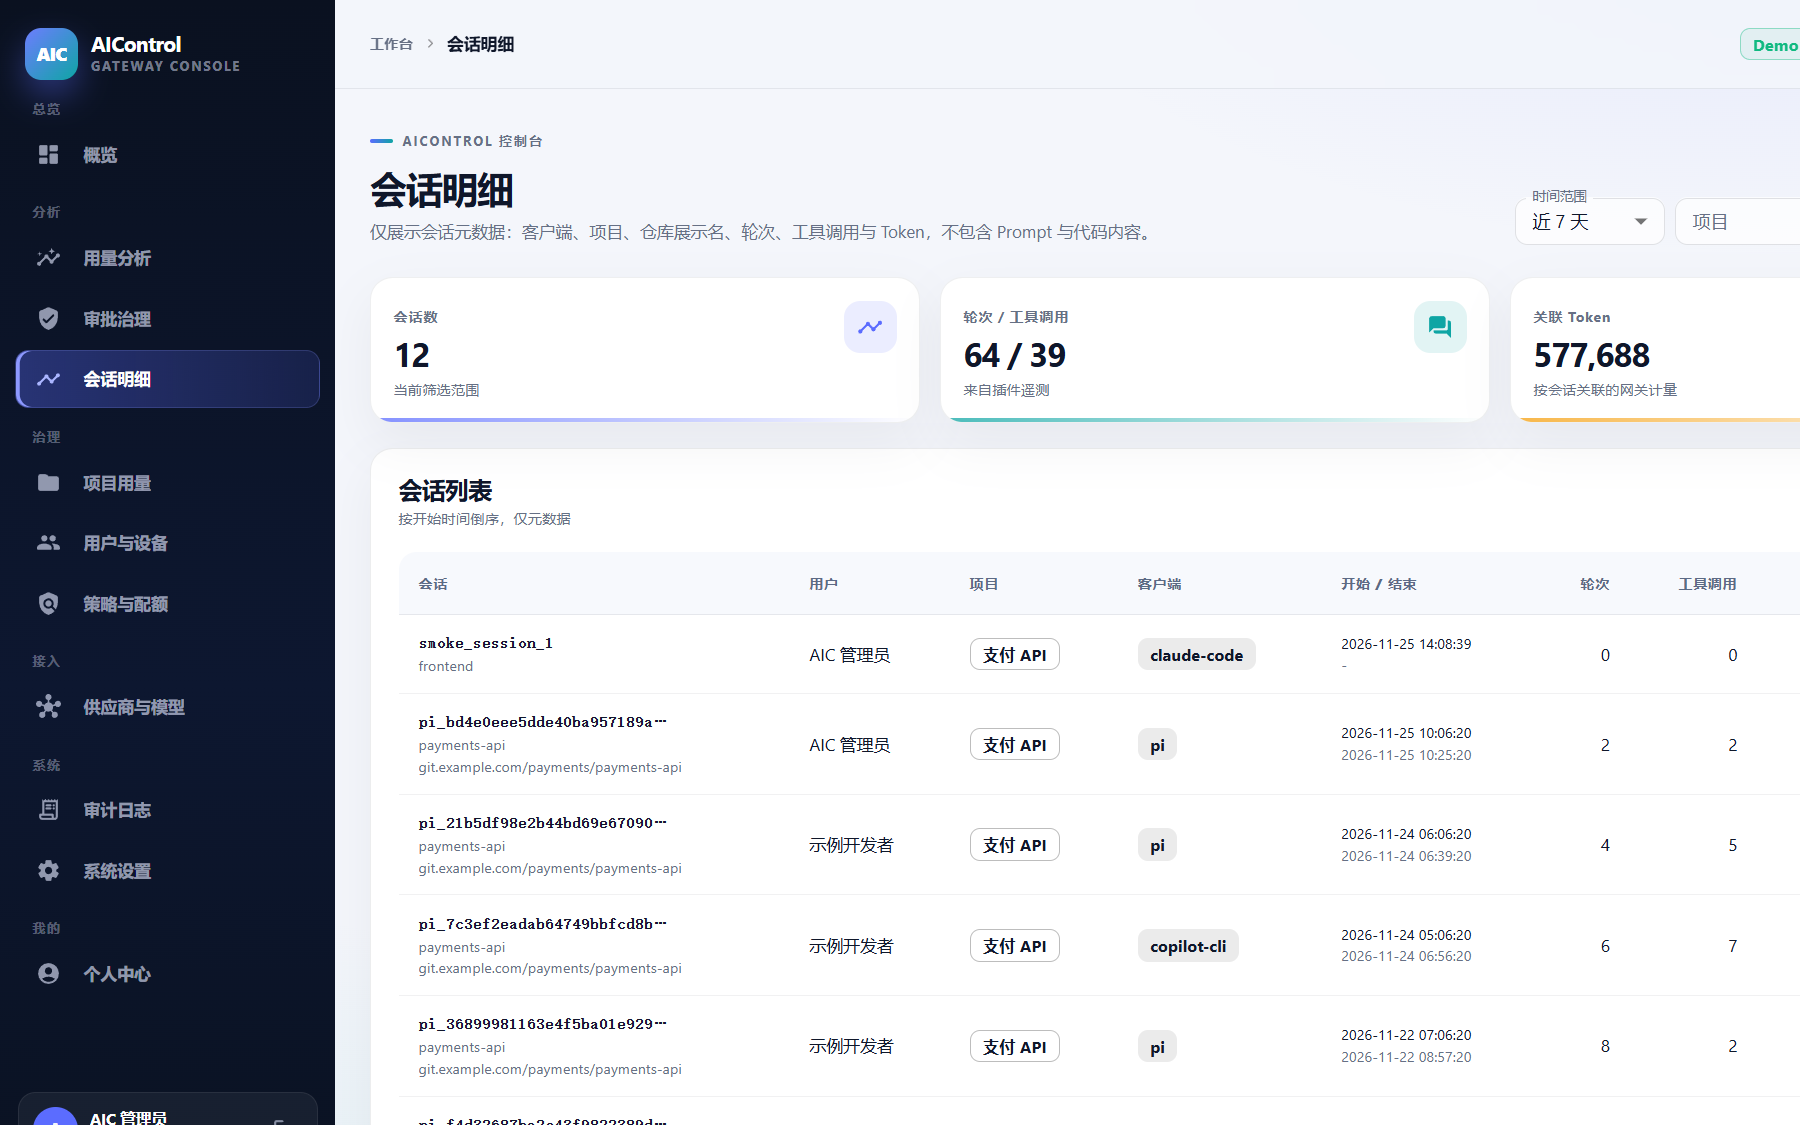 AIC
AIControl
GATEWAY CONSOLE
总览
概览
分析
用量分析
审批治理
会话明细
治理
项目用量
用户与设备
策略与配额
接入
供应商与模型
系统
审计日志
系统设置
我的
个人中心
AIC 管理员
工作台 > 会话明细
Demo
AICONTROL 控制台
会话明细
仅展示会话元数据：客户端、项目、仓库展示名、轮次、工具调用与 Token，不包含 Prompt 与代码内容。
时间范围
近 7 天
项目
会话数
12
当前筛选范围
轮次 / 工具调用
64 / 39
来自插件遥测
关联 Token
577,688
按会话关联的网关计量
会话列表
按开始时间倒序，仅元数据
会话 用户 项目 客户端 开始 / 结束 轮次 工具调用
smoke_session_1
frontend
AIC 管理员 支付 API claude-code
2026-11-25 14:08:39
-
0 0
pi_bd4e0eee5dde40ba957189a…
payments-api
git.example.com/payments/payments-api
AIC 管理员 支付 API pi
2026-11-25 10:06:20
2026-11-25 10:25:20
2 2
pi_21b5df98e2b44bd69e67090…
payments-api
git.example.com/payments/payments-api
示例开发者 支付 API pi
2026-11-24 06:06:20
2026-11-24 06:39:20
4 5
pi_7c3ef2eadab64749bbfcd8b…
payments-api
git.example.com/payments/payments-api
示例开发者 支付 API copilot-cli
2026-11-24 05:06:20
2026-11-24 06:56:20
6 7
pi_36899981163e4f5ba01e929…
payments-api
git.example.com/payments/payments-api
示例开发者 支付 API pi
2026-11-22 07:06:20
2026-11-22 08:57:20
8 2